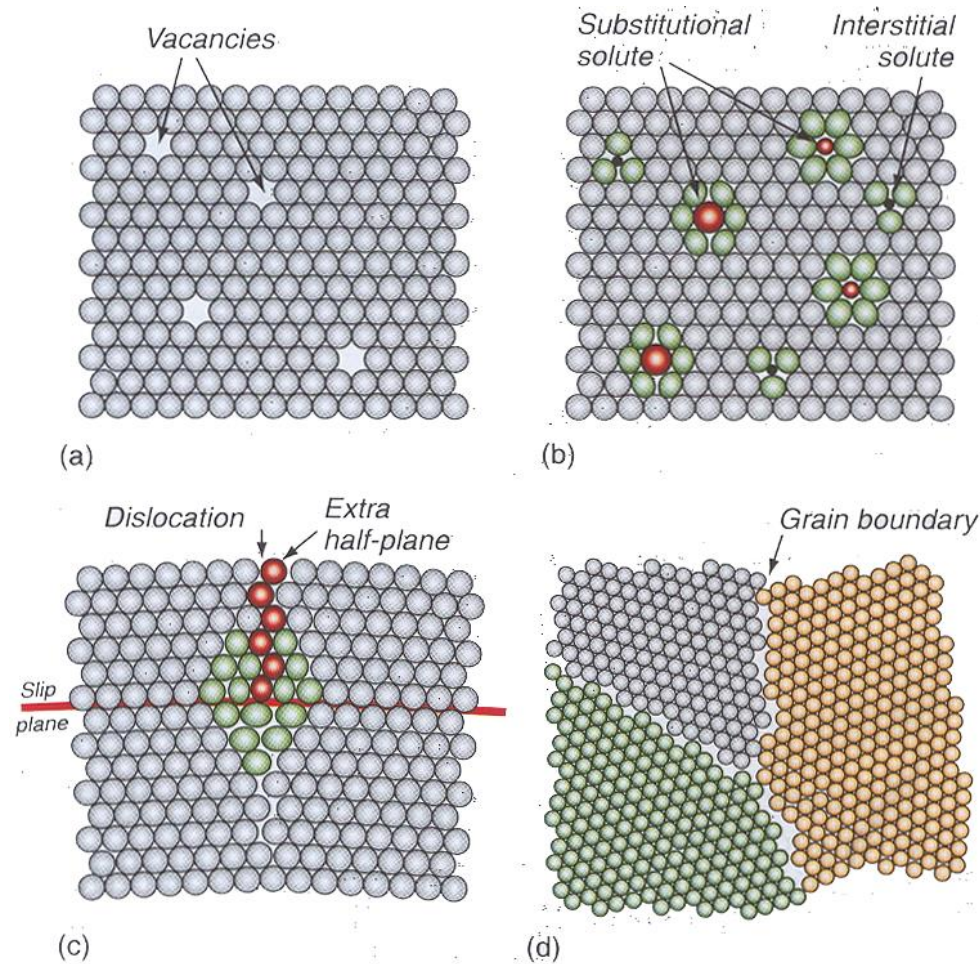 Vacancies
(a)
Substitutional
solute
Interstitial
solute
(b)
Dislocation
Extra
half-plane
Slip
plane
(c)
Grain boundary
(d)